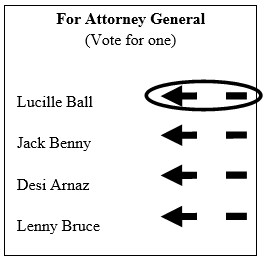 For Attorney General
(Vote for one)
Lucille Ball
Jack Benny
Desi Arnaz
Lenny Bruce